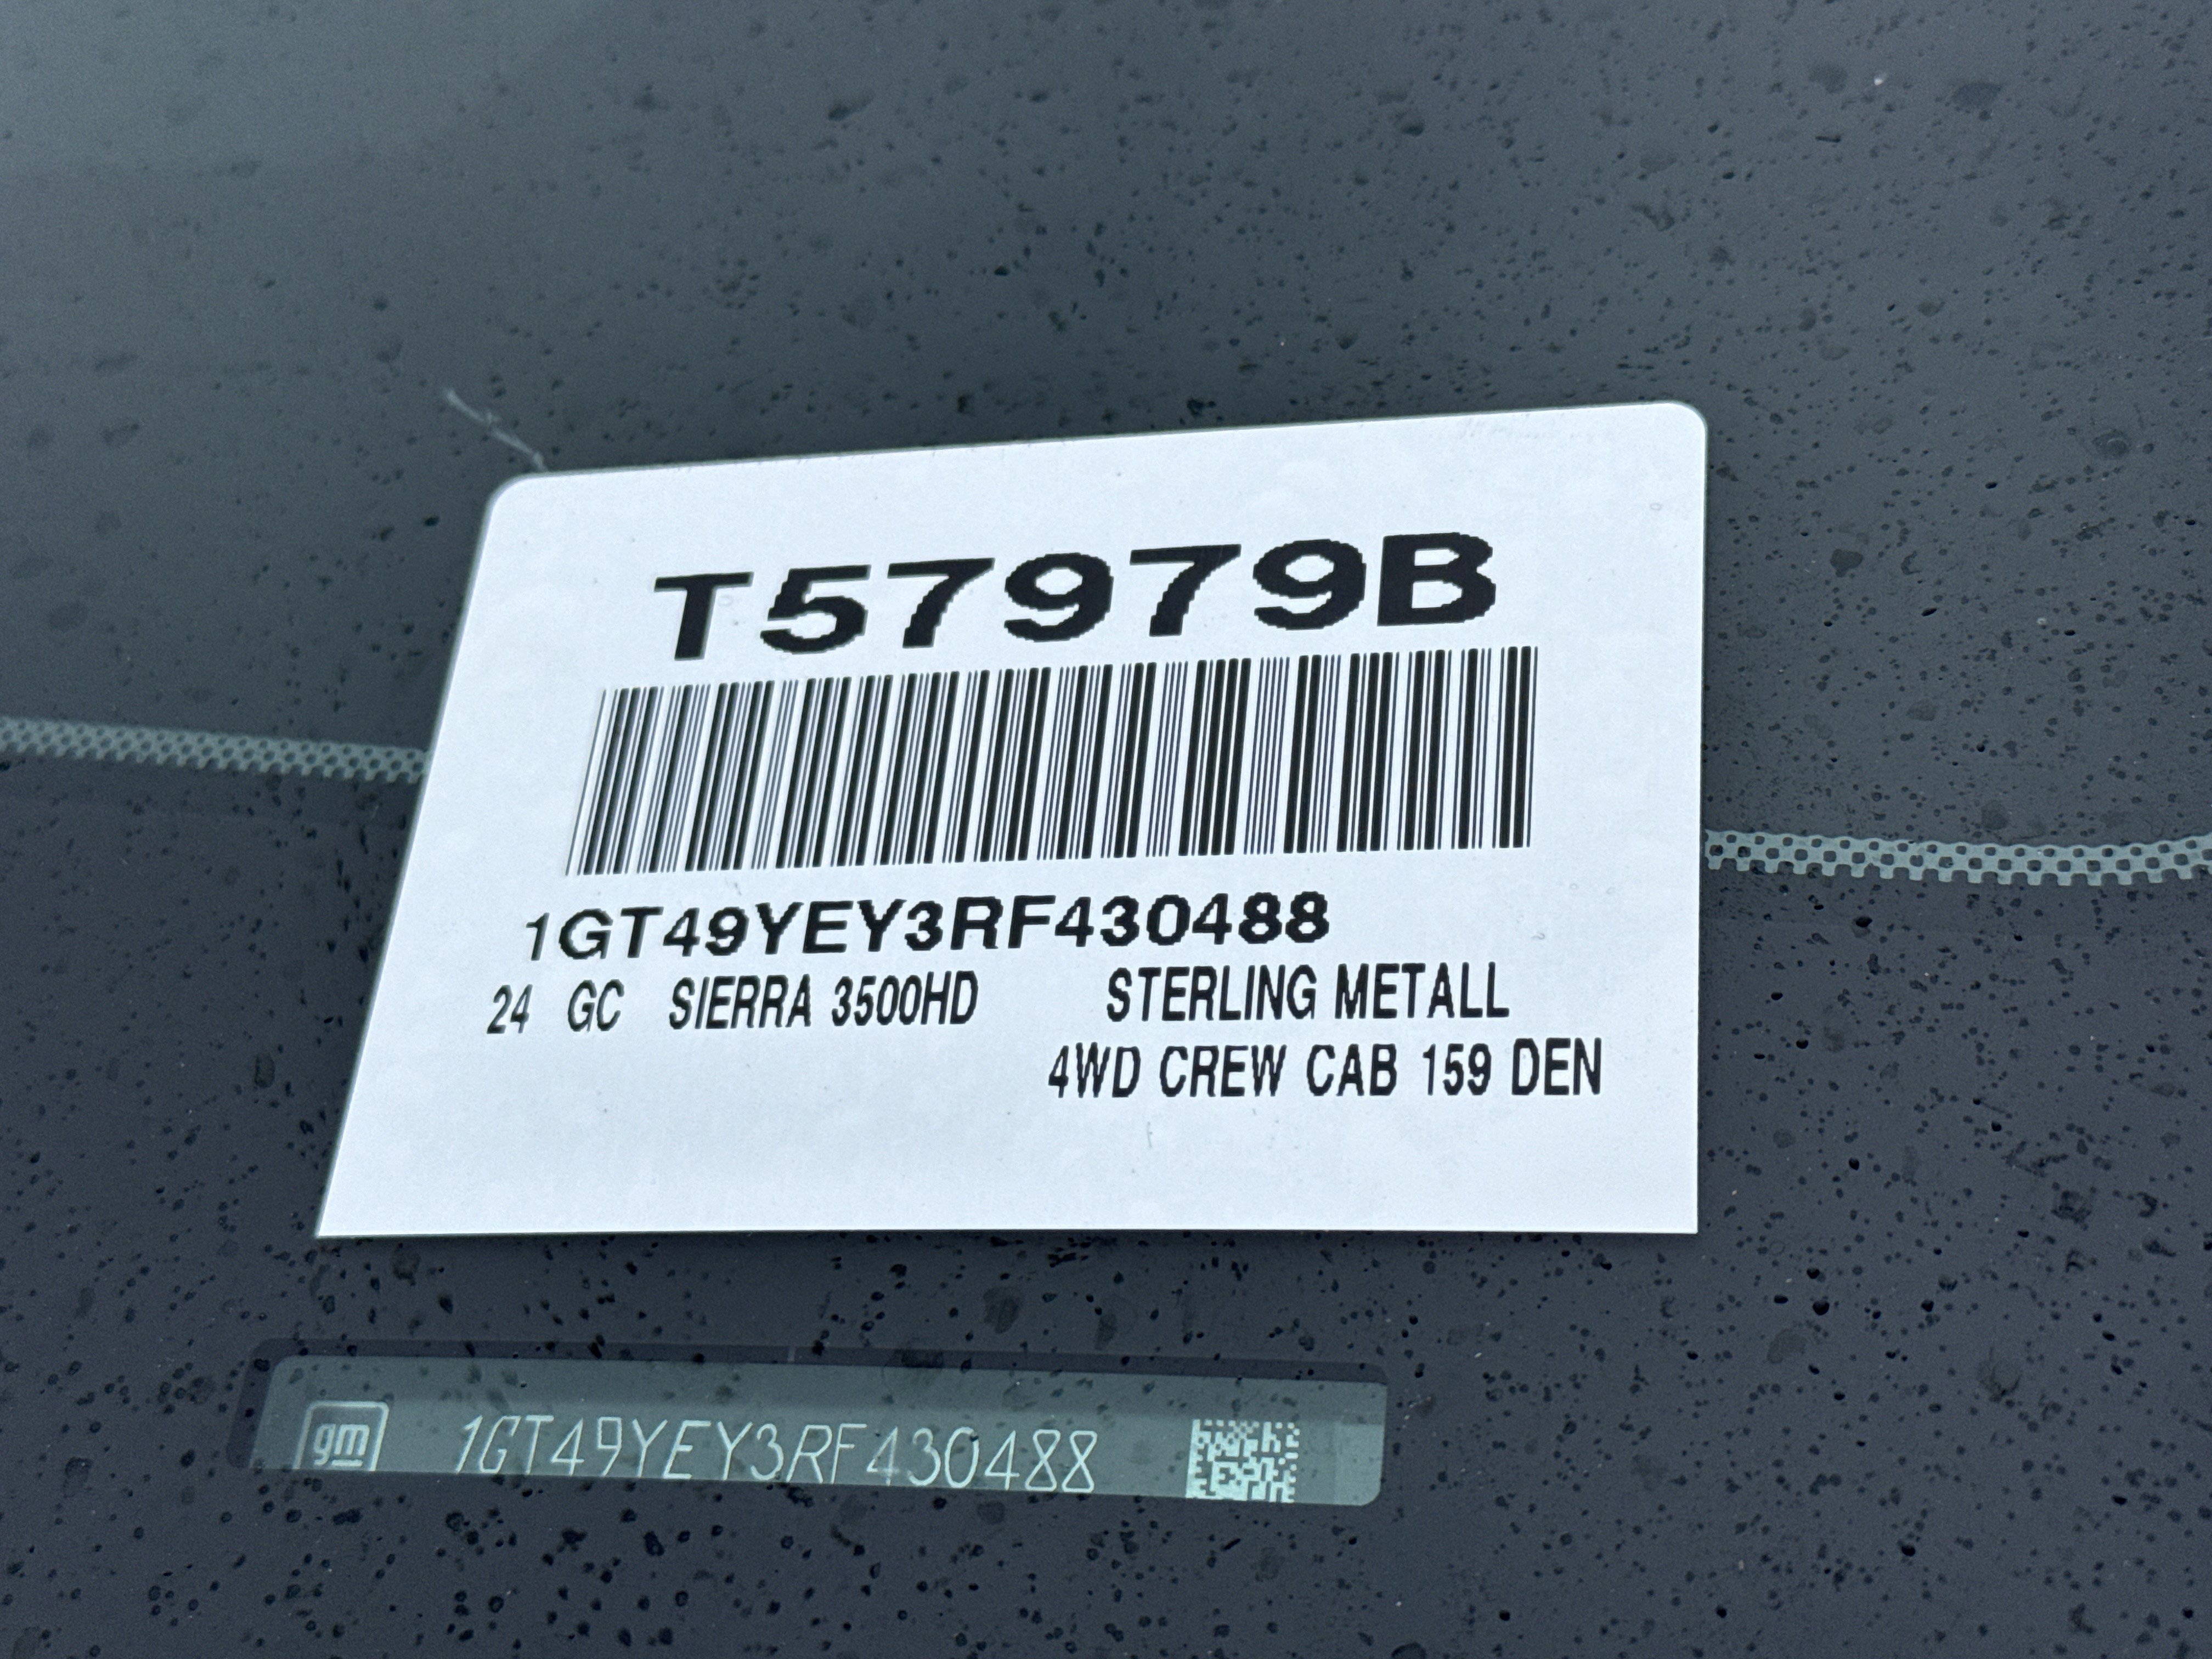 T57979B
1GT49YEY3RF430488
24 GC SIERRA 3500HD STERLING METALL
4WD CREW CAB 159 DEN
gm 1GT49YEY3RF430488